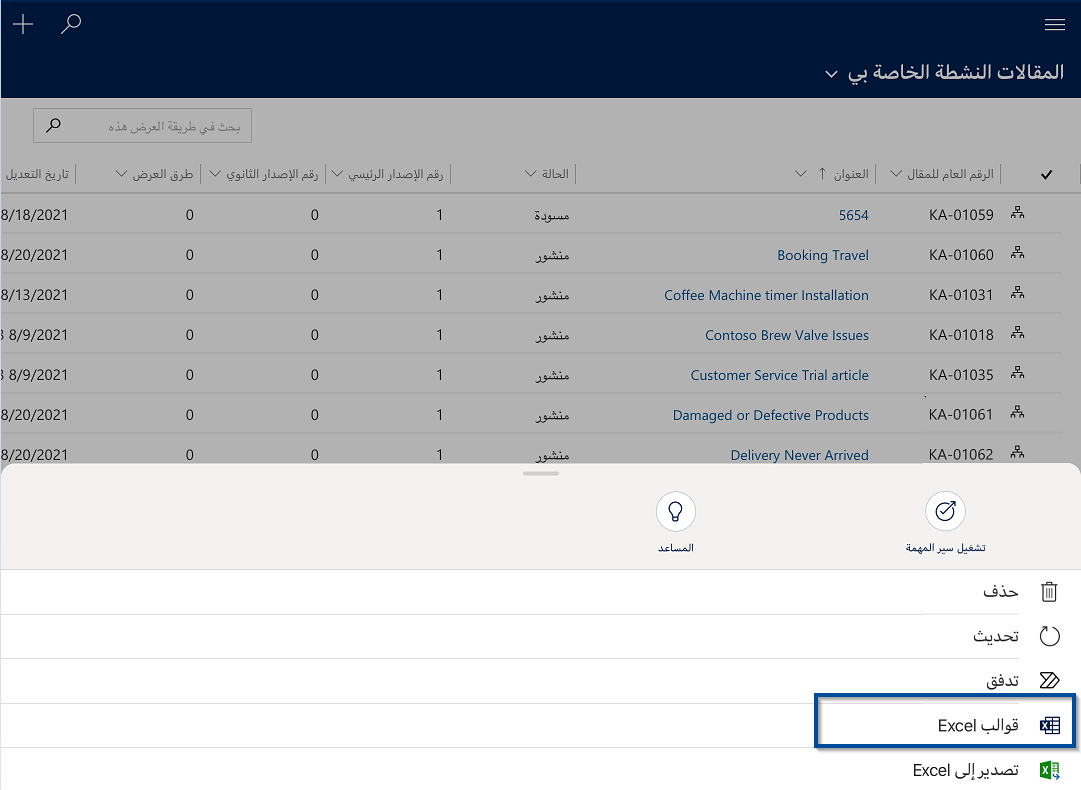 المقالات النشطة الخاصة بي
بحث في طريقة العرض هذه
الرقم العام للمقال العنوان الحالة رقم الإصدار الرئيسي رقم الإصدار الثانوي طرق العرض تاريخ التعديل
KA-01059 5654 مسودة 1 0 0 8/18/2021
KA-01060 Booking Travel منشور 1 0 0 8/20/2021
KA-01031 Coffee Machine timer Installation منشور 1 0 0 8/13/2021
KA-01018 Contoso Brew Valve Issues منشور 1 0 0 8/9/2021
KA-01035 Customer Service Trial article منشور 1 0 0 8/9/2021
KA-01061 Damaged or Defective Products منشور 1 0 0 8/20/2021
KA-01062 Delivery Never Arrived منشور 1 0 0 8/20/2021
تشغيل سير المهمة المساعد
حذف
تحديث
تدفق
قوالب Excel
تصدير إلى Excel